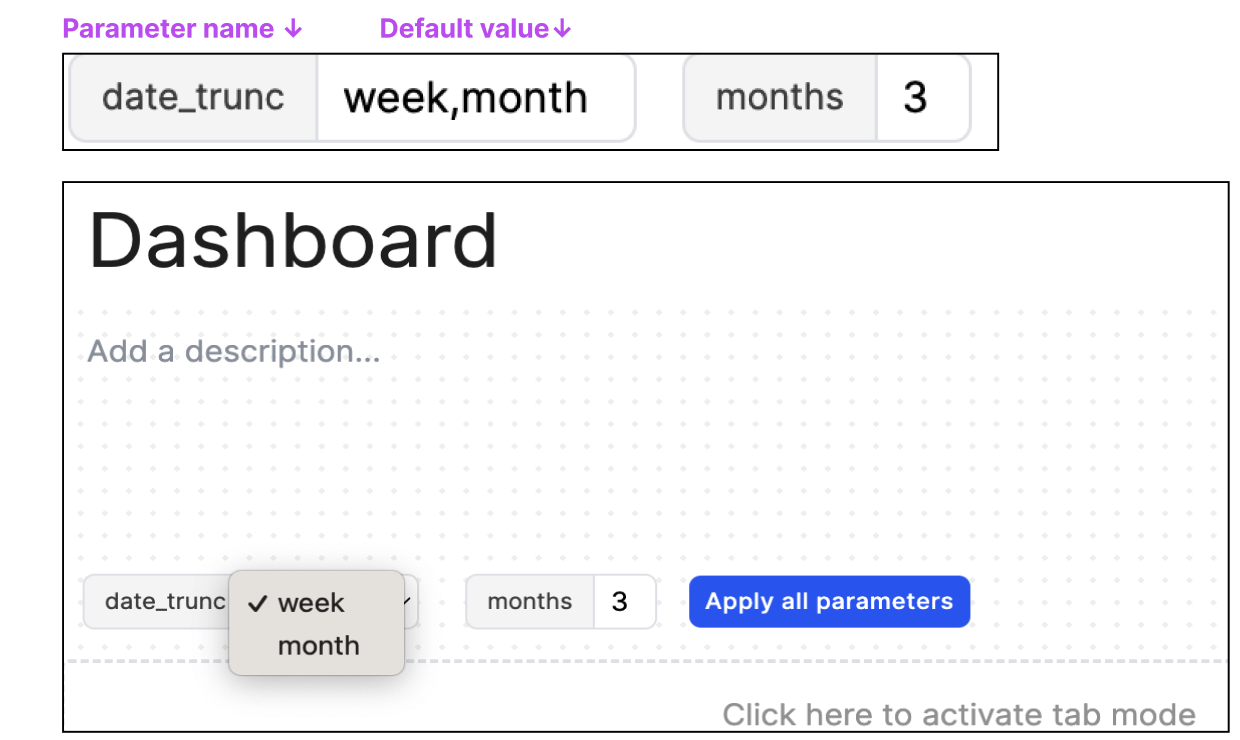 Parameter name ↓ Default value↓
date_trunc week,month months 3
Dashboard
Add a description...
date_trunc ✓ week months 3 Apply all parameters
month
Click here to activate tab mode